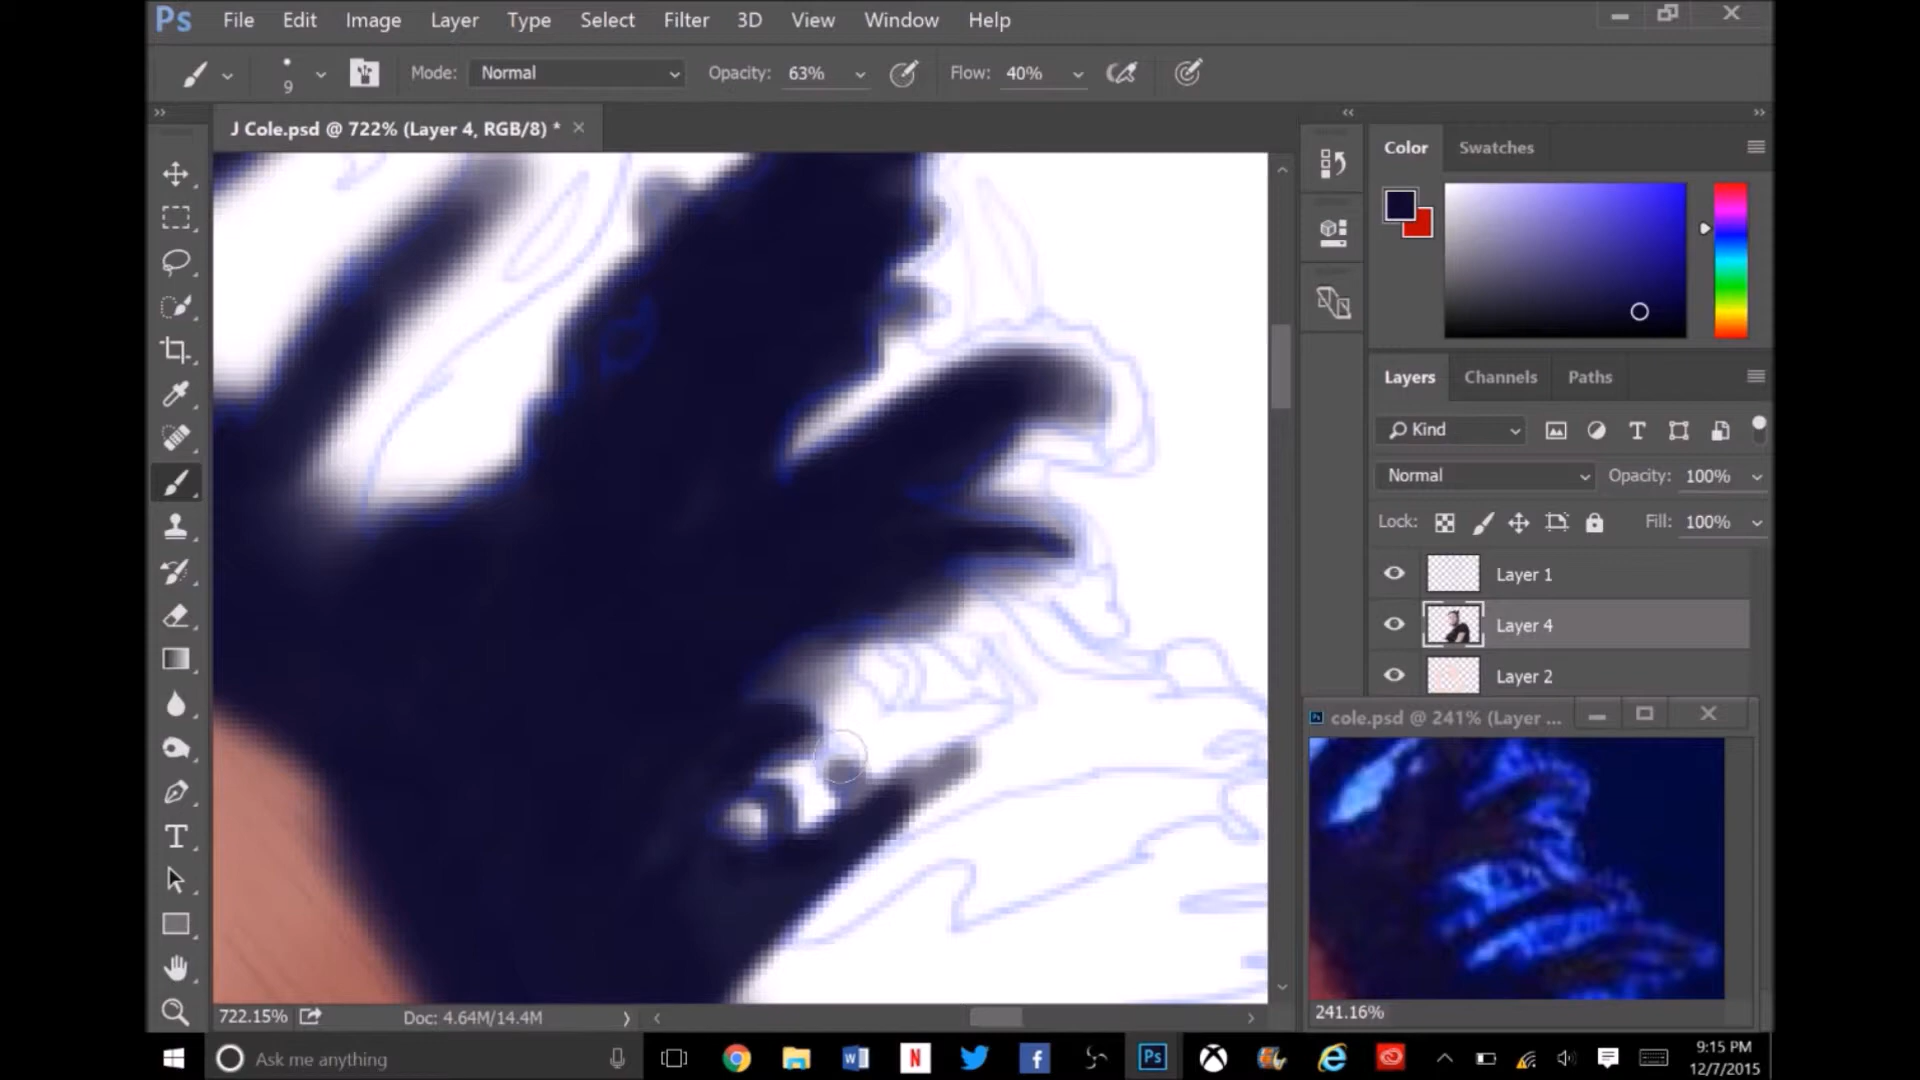 Ps File Edit Image Layer Type Select Filter 3D View Window Help
9 Mode: Normal Opacity: 63% Flow: 40%
J Cole.psd @ 722% (Layer 4, RGB/8) *
Color Swatches
Layers Channels Paths
Kind
Normal Opacity: 100%
Lock: Fill: 100%
Layer 1
Layer 4
Layer 2
Ps cole.psd @ 241% (Layer ...
722.15% Doc: 4.64M/14.4M
241.16%
Ask me anything
W N f Ps
9:15 PM
12/7/2015